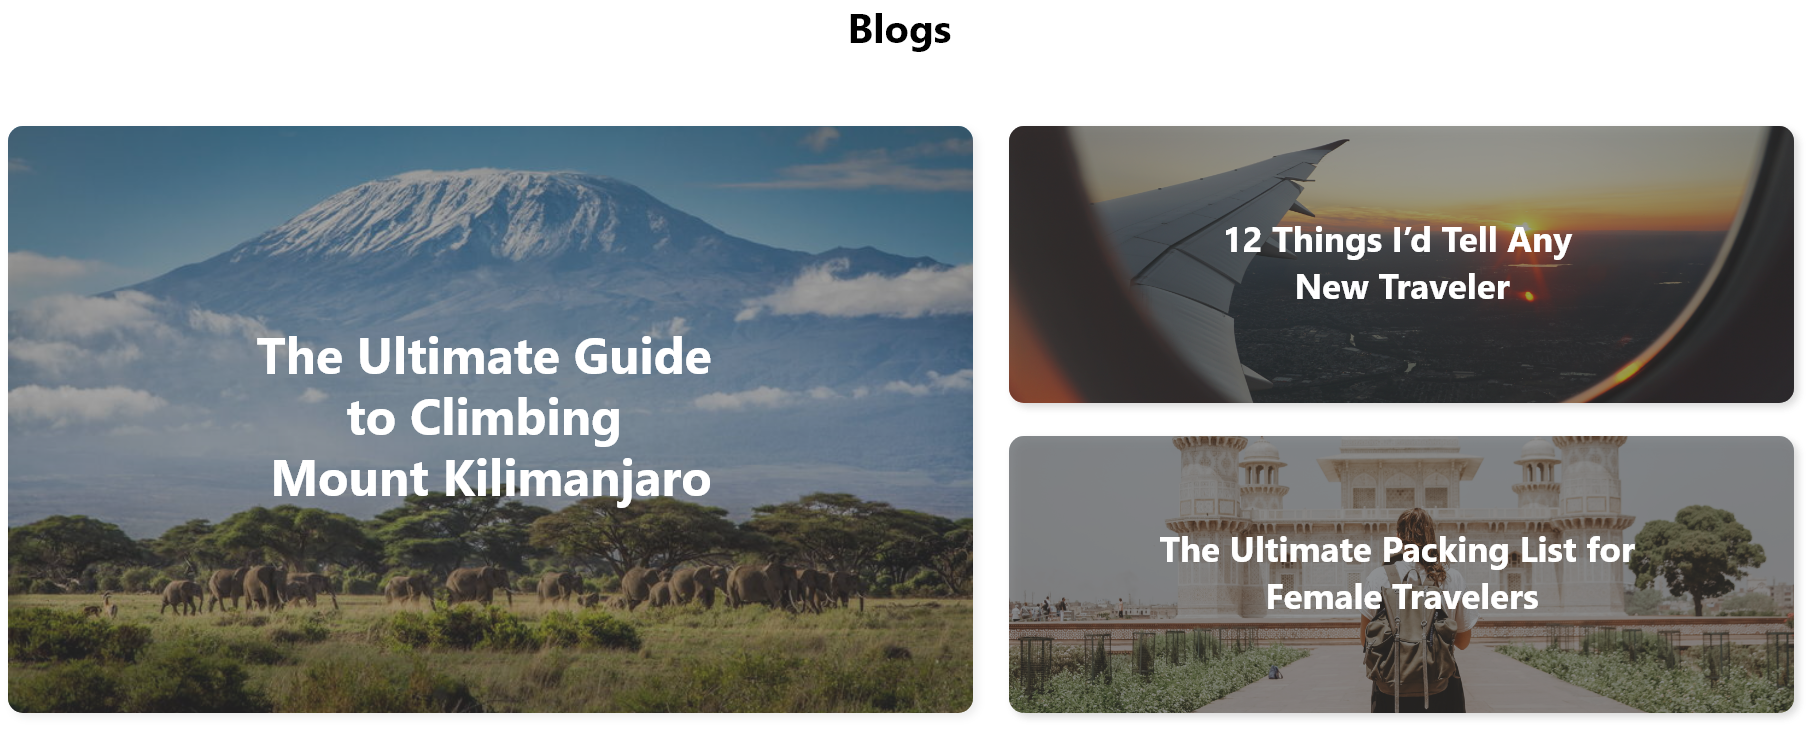 Blogs
The Ultimate Guide
to Climbing
Mount Kilimanjaro
12 Things I’d Tell Any
New Traveler
The Ultimate Packing List for
Female Travelers